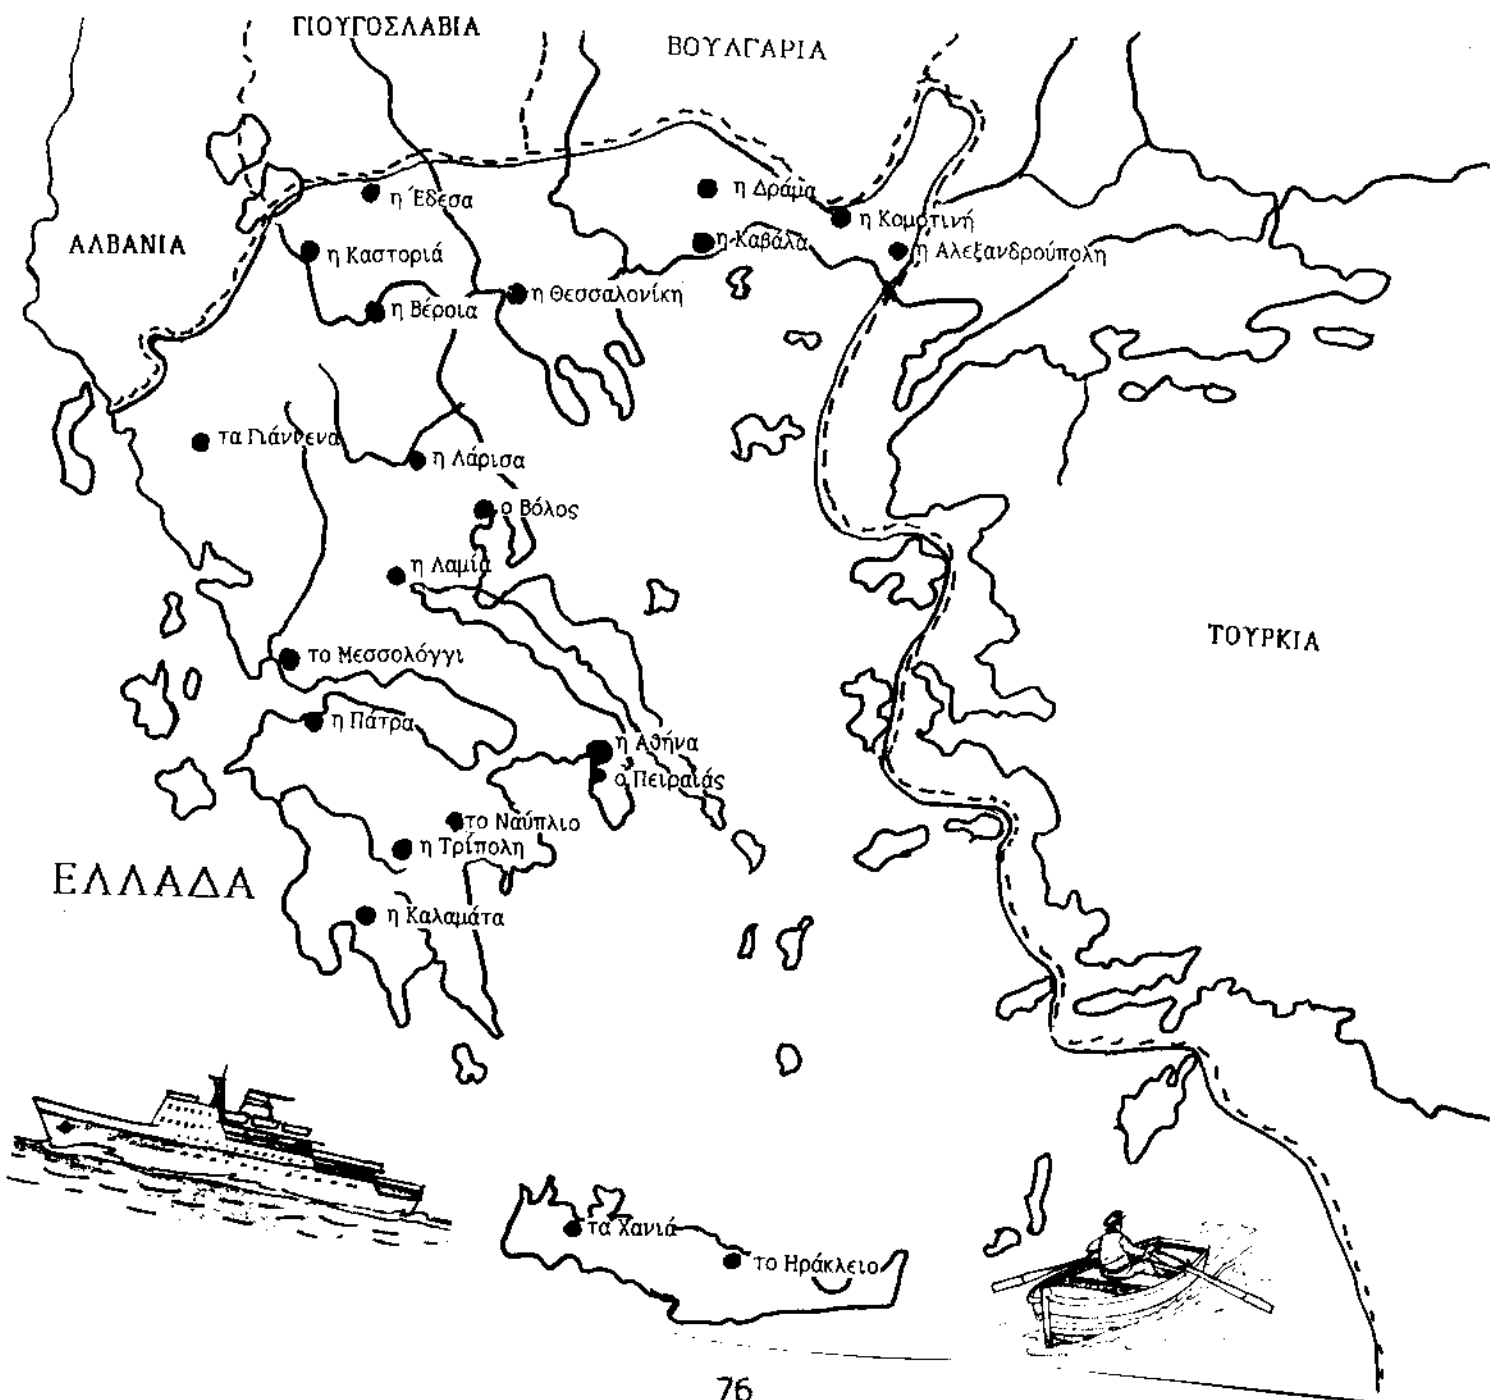 ΓΙΟΥΓΟΣΛΑΒΙΑ
ΒΟΥΛΓΑΡΙΑ
η Έδεσα
η Δράμα
η Κομοτινή
ΑΛΒΑΝΙΑ
η Καστοριά
η Καβάλα
η Αλεξανδρούπολη
η Βέροια
η Θεσσαλονίκη
τα Γιάννενα
η Λάρισα
ο Βόλος
η Λαμία
ΤΟΥΡΚΙΑ
το Μεσσολόγγι
η Πάτρα
η Αθήνα
ο Πειραιάς
το Ναύπλιο
η Τρίπολη
ΕΛΛΑΔΑ
η Καλαμάτα
τα Χανιά
το Ηράκλειο
76